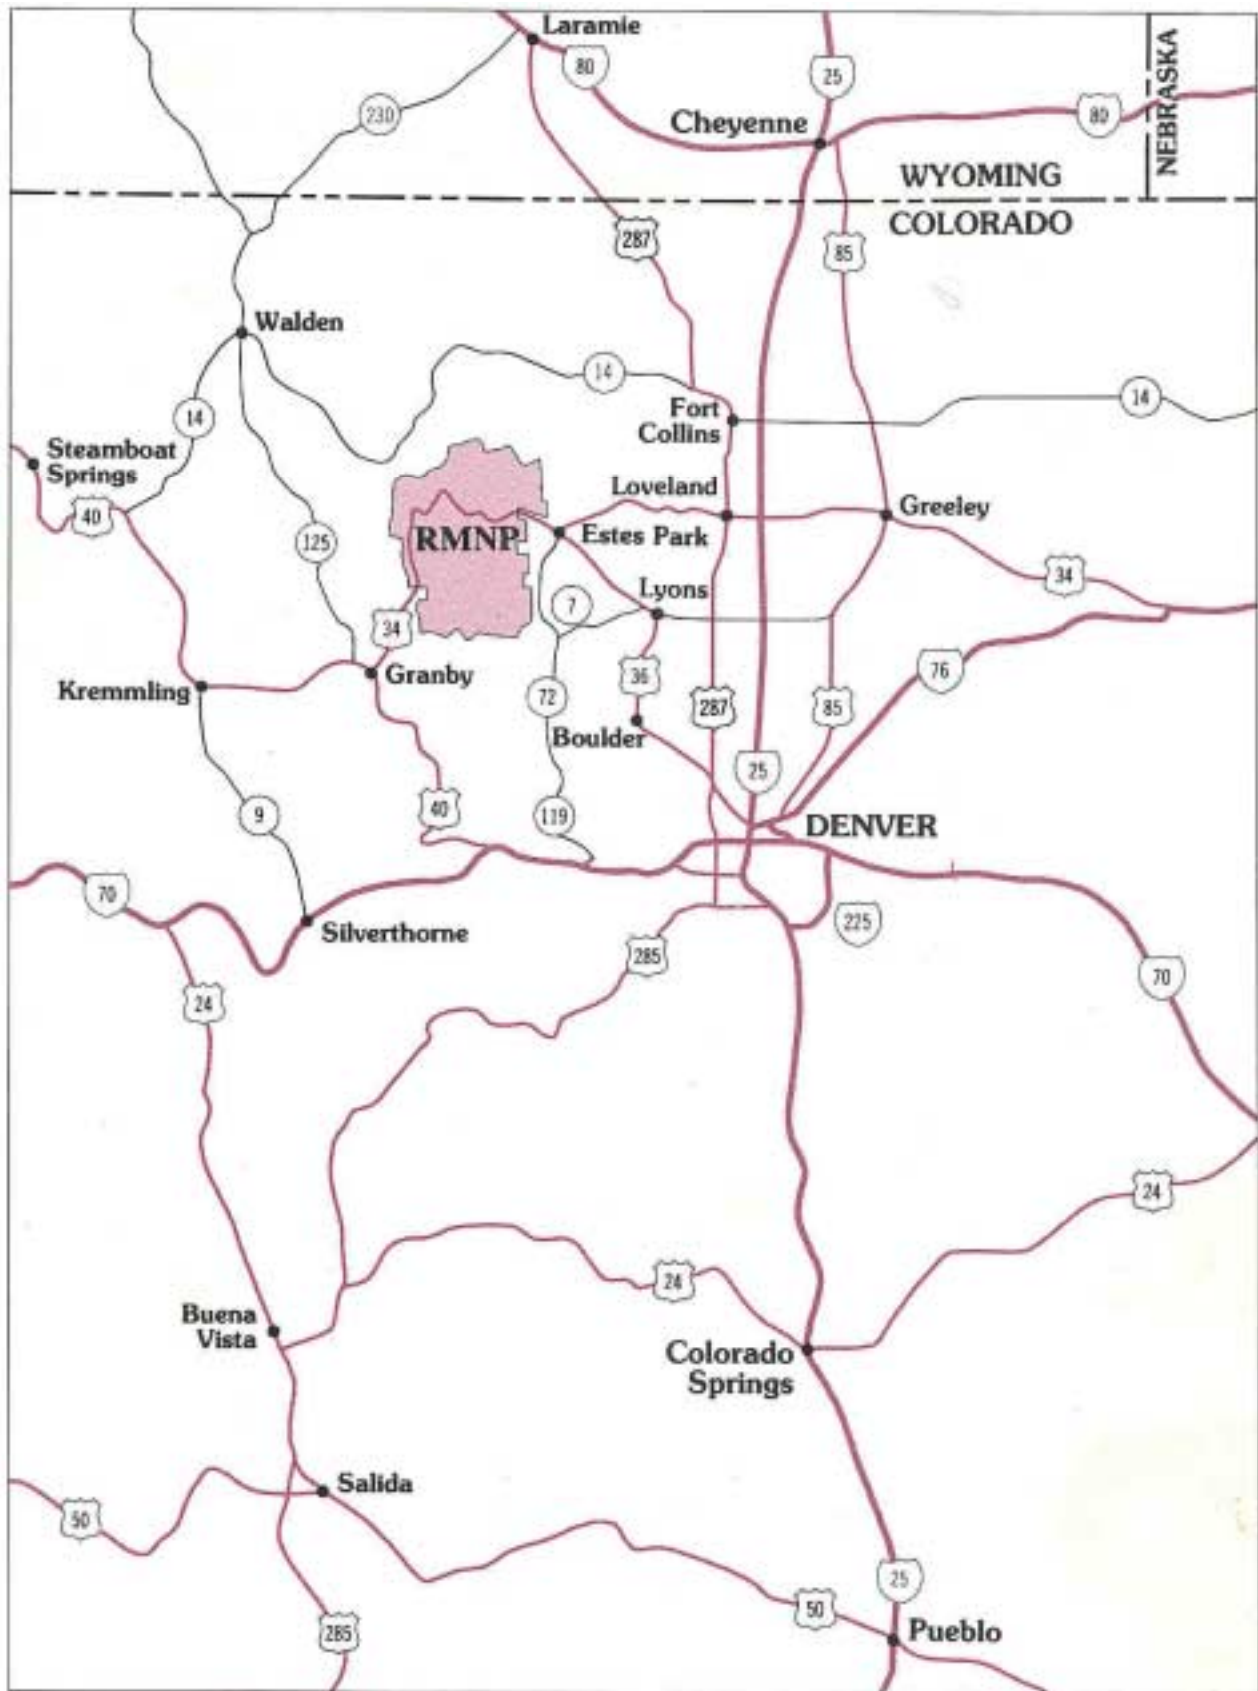 Laramie
80
25
230
Cheyenne
80
NEBRASKA
WYOMING
COLORADO
287
85
Walden
14
14
14
Fort
Collins
Steamboat
Springs
40
Loveland
Greeley
125
RMNP
Estes Park
34
Lyons
7
34
Granby
36
76
Kremmling
72
287
85
Boulder
25
9
40
119
DENVER
70
Silverthorne
225
285
70
24
24
24
Buena
Vista
Colorado
Springs
Salida
50
25
50
285
Pueblo